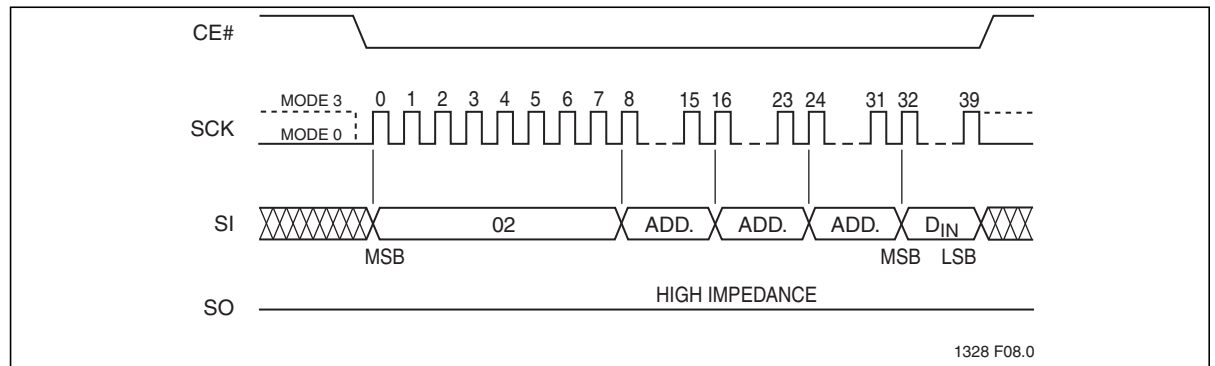 CE#
MODE 3 0 1 2 3 4 5 6 7 8 15 16 23 24 31 32 39
SCK
MODE 0
SI 02 ADD. ADD. ADD. DIN
MSB MSB LSB
HIGH IMPEDANCE
SO
1328 F08.0